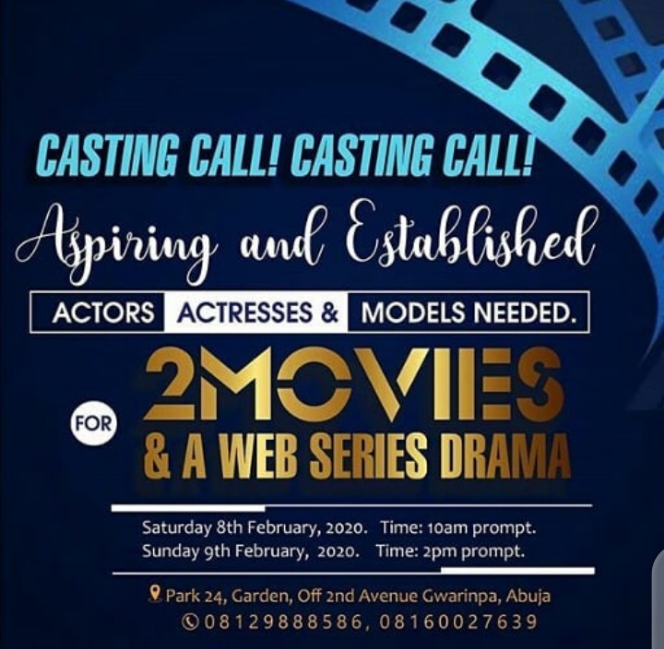 CASTING CALL! CASTING CALL!
Aspiring and Established
ACTORS ACTRESSES & MODELS NEEDED.
FOR
2MOVIES
& A WEB SERIES DRAMA
Saturday 8th February, 2020. Time: 10am prompt.
Sunday 9th February, 2020. Time: 2pm prompt.
Park 24, Garden, Off 2nd Avenue Gwarinpa, Abuja
08129888586, 08160027639